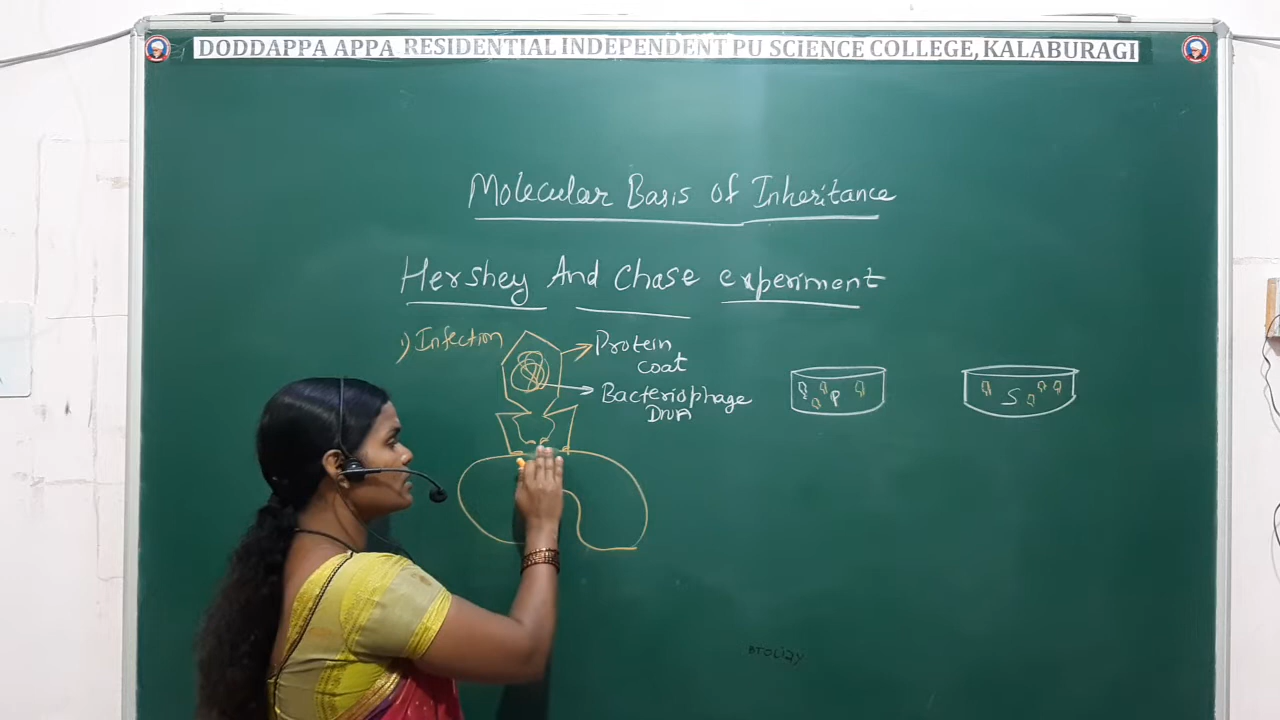 DODDAPPA APPA RESIDENTIAL INDEPENDENT PU SCiENCE COLLEGE, KALABURAGI
Molecular Basis of Inheritance
Hershey And Chase experiment
1) Infection
Protein
coat
Bacteriophage
DNA
P
S